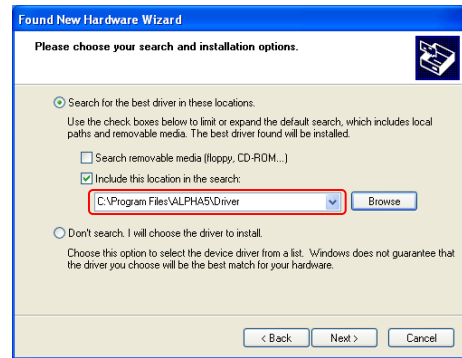 Found New Hardware Wizard
Please choose your search and installation options.
Search for the best driver in these locations.
Use the check boxes below to limit or expand the default search, which includes local
paths and removable media. The best driver found will be installed.
Search removable media (floppy, CD-ROM...)
Include this location in the search:
C:\Program Files\ALPHA5\Driver
Browse
Don't search. I will choose the driver to install.
Choose this option to select the device driver from a list. Windows does not guarantee that
the driver you choose will be the best match for your hardware.
< Back Next > Cancel